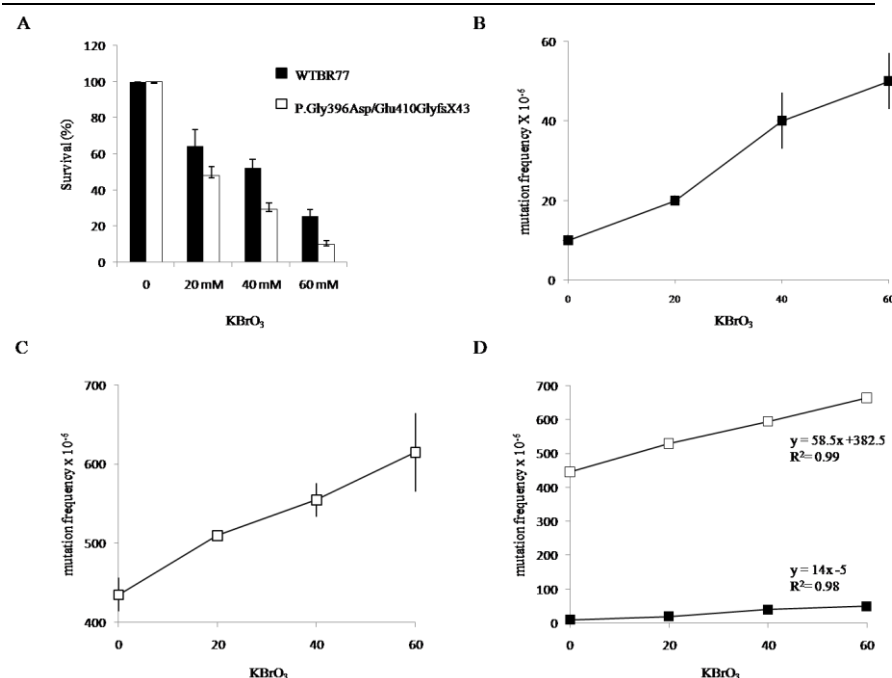 A
Survival (%)
120
100
80
60
40
20
0
WTBR77
P.Gly396Asp/Glu410GlyfsX43
0 20 mM 40 mM 60 mM
KBrO₃
B
mutation frequency X 10⁻⁶
60
40
20
0
0 20 40 60
KBrO₃
C
mutation frequency x 10⁻⁶
700
600
500
400
0 20 40 60
KBrO₃
D
mutation frequency x 10⁻⁶
700
600
500
400
300
200
100
0
y = 58.5x +382.5
R²= 0.99
y = 14x -5
R²= 0.98
0 20 40 60
KBrO₃